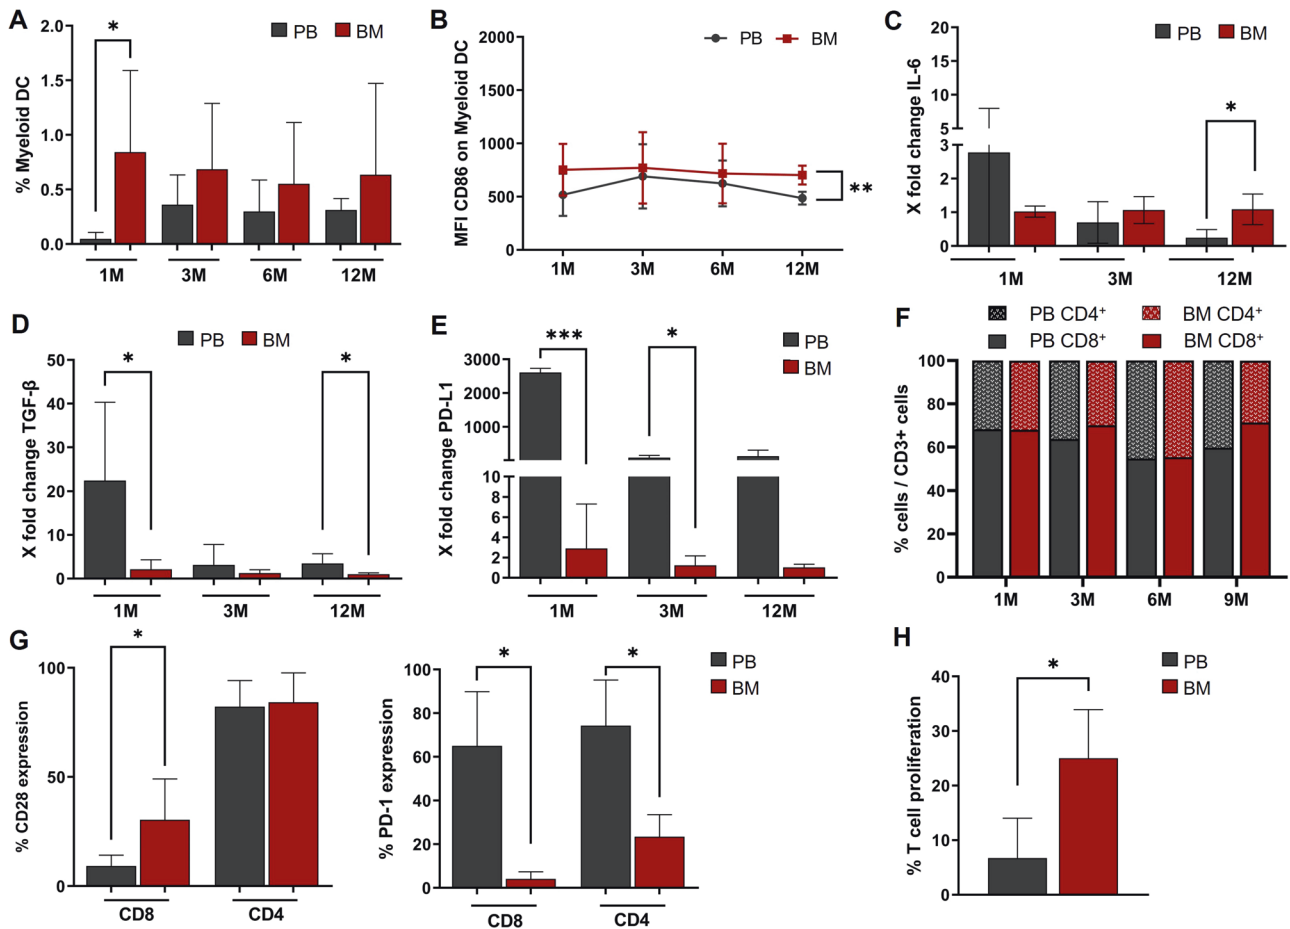 A
% Myeloid DC
2.0
1.5
1.0
0.5
0.0
*
PB BM
1M 3M 6M 12M
B
MFI CD86 on Myeloid DC
2000
1500
1000
500
0
PB BM
**
1M 3M 6M 12M
C
X fold change IL-6
20
15
10
5
3
2
1
0
PB BM
*
1M 3M 12M
D
X fold change TGF-β
50
40
30
20
10
0
PB BM
* *
1M 3M 12M
E
X fold change PD-L1
3000
2000
1000
10
8
6
4
2
0
*** *
PB
BM
1M 3M 12M
F
PB CD4+ BM CD4+
PB CD8+ BM CD8+
% cells / CD3+ cells
100
80
60
40
20
0
1M 3M 6M 9M
G
% CD28 expression
100
50
0
*
CD8 CD4
% PD-1 expression
100
80
60
40
20
0
* *
PB
BM
CD8 CD4
H
% T cell proliferation
40
30
20
10
0
*
PB
BM